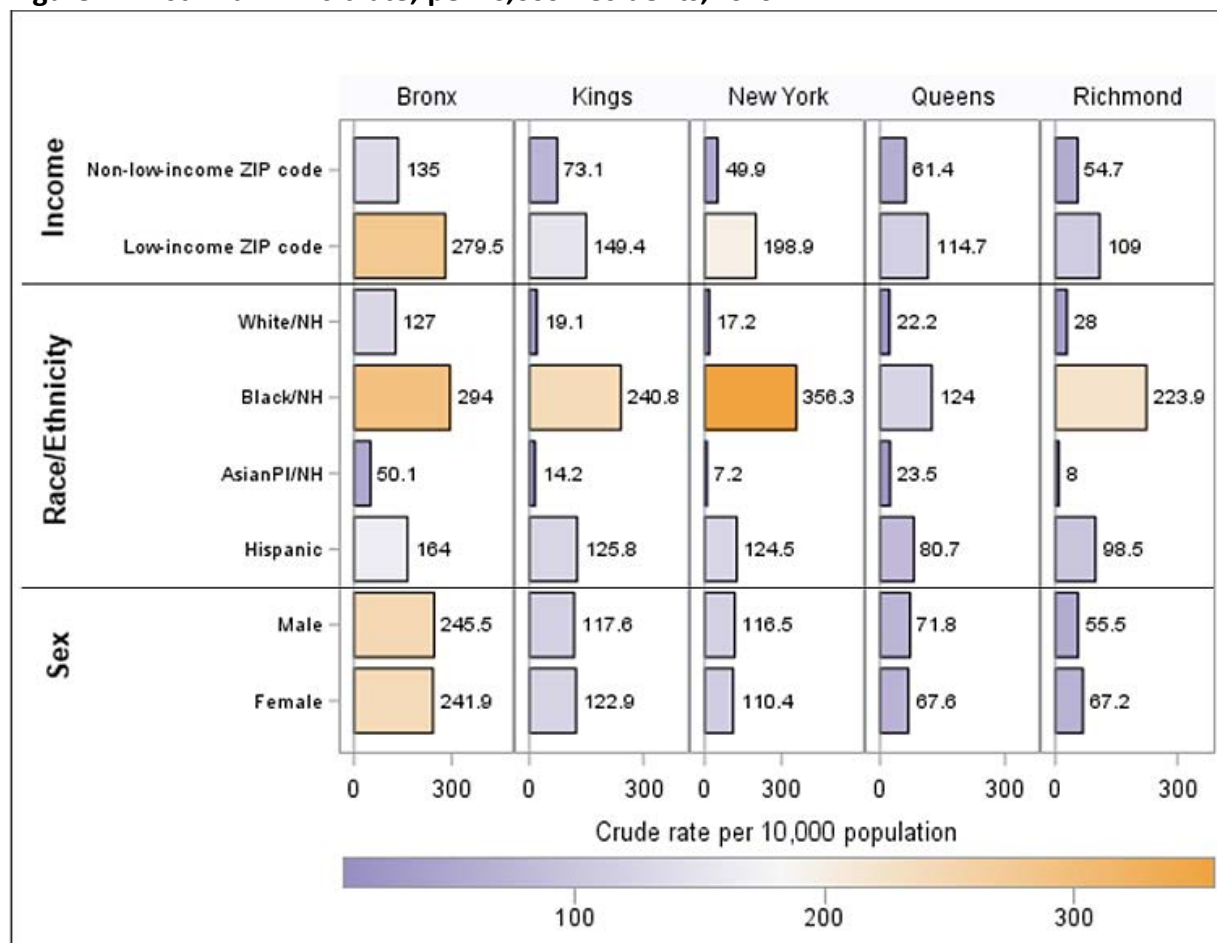 Bronx Kings New York Queens Richmond
Income
Non-low-income ZIP code 135 73.1 49.9 61.4 54.7
Low-income ZIP code 279.5 149.4 198.9 114.7 109
Race/Ethnicity
White/NH 127 19.1 17.2 22.2 28
Black/NH 294 240.8 356.3 124 223.9
AsianPI/NH 50.1 14.2 7.2 23.5 8
Hispanic 164 125.8 124.5 80.7 98.5
Sex
Male 245.5 117.6 116.5 71.8 55.5
Female 241.9 122.9 110.4 67.6 67.2
0 300 0 300 0 300 0 300 0 300
Crude rate per 10,000 population
100 200 300